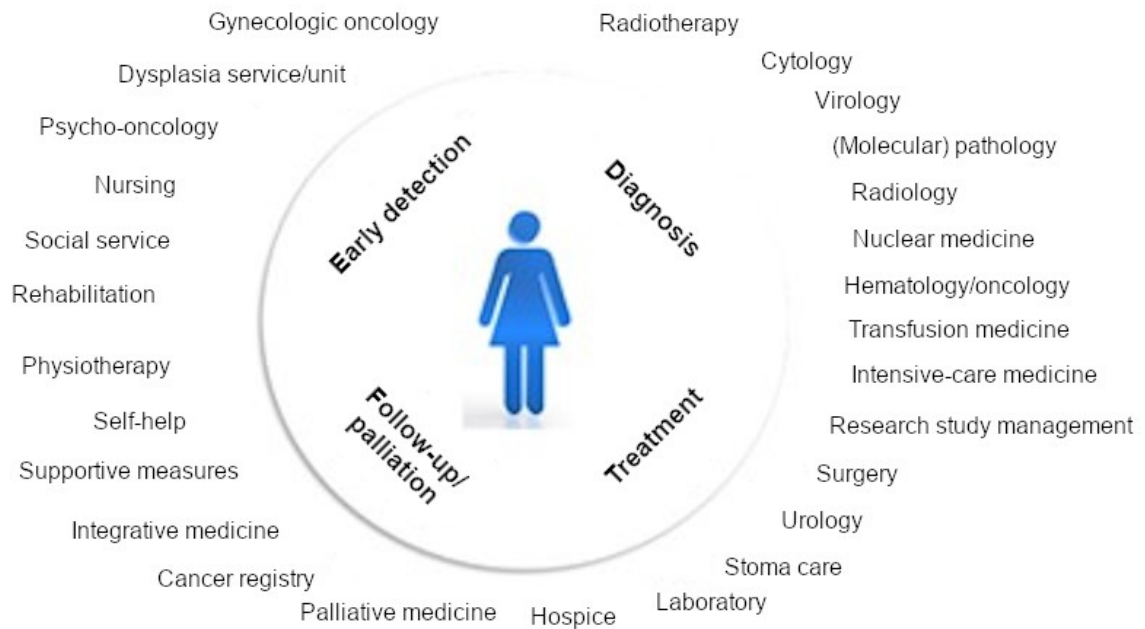 Gynecologic oncology
Radiotherapy
Dysplasia service/unit
Cytology
Psycho-oncology
Virology
(Molecular) pathology
Nursing
Radiology
Social service
Nuclear medicine
Rehabilitation
Hematology/oncology
Transfusion medicine
Physiotherapy
Intensive-care medicine
Self-help
Research study management
Supportive measures
Surgery
Integrative medicine
Urology
Cancer registry
Stoma care
Palliative medicine
Hospice
Laboratory
Early detection
Diagnosis
Follow-up/
palliation
Treatment